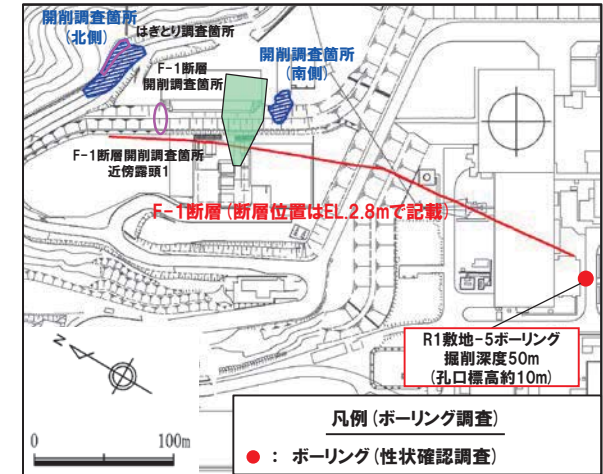 開削調査箇所
(北側)
はぎとり調査箇所
F-1断層
開削調査箇所
開削調査箇所
(南側)
F-1断層開削調査箇所
近傍露頭1
F-1断層(断層位置はEL.2.8mで記載)
R1敷地-5ボーリング
掘削深度50m
(孔口標高約10m)
N
0 100m
凡例(ボーリング調査)
● : ボーリング(性状確認調査)